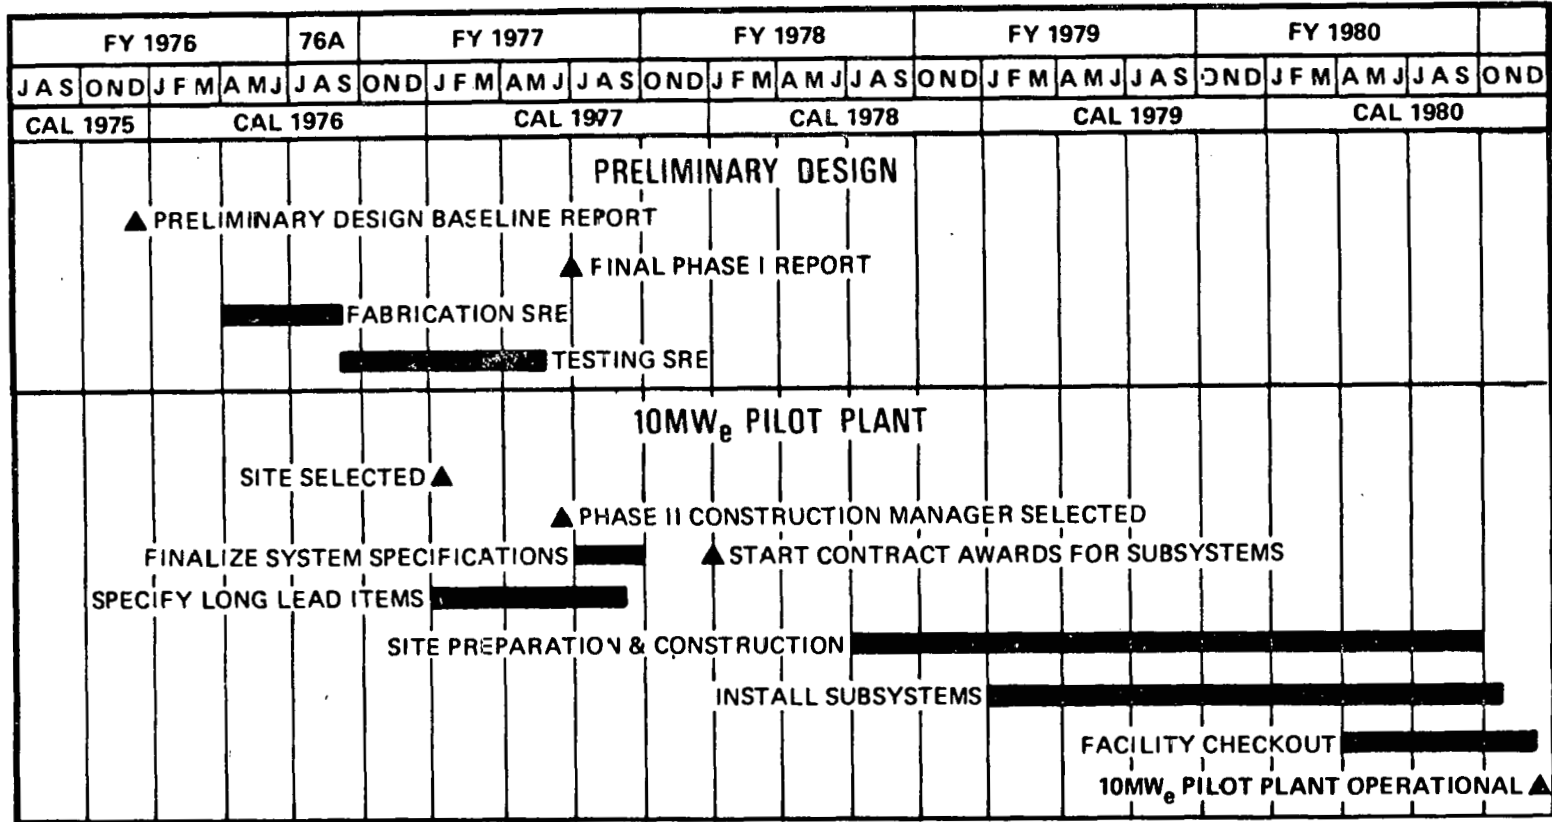 FY 1976 76A FY 1977 FY 1978 FY 1979 FY 1980
J A S O N D J F M A M J J A S O N D J F M A M J J A S O N D J F M A M J J A S O N D J F M A M J J A S O N D J F M A M J J A S O N D
CAL 1975 CAL 1976 CAL 1977 CAL 1978 CAL 1979 CAL 1980
PRELIMINARY DESIGN
PRELIMINARY DESIGN BASELINE REPORT
FINAL PHASE I REPORT
FABRICATION SRE
TESTING SRE
10MWe PILOT PLANT
SITE SELECTED
PHASE II CONSTRUCTION MANAGER SELECTED
FINALIZE SYSTEM SPECIFICATIONS START CONTRACT AWARDS FOR SUBSYSTEMS
SPECIFY LONG LEAD ITEMS
SITE PREPARATION & CONSTRUCTION
INSTALL SUBSYSTEMS
FACILITY CHECKOUT
10MWe PILOT PLANT OPERATIONAL